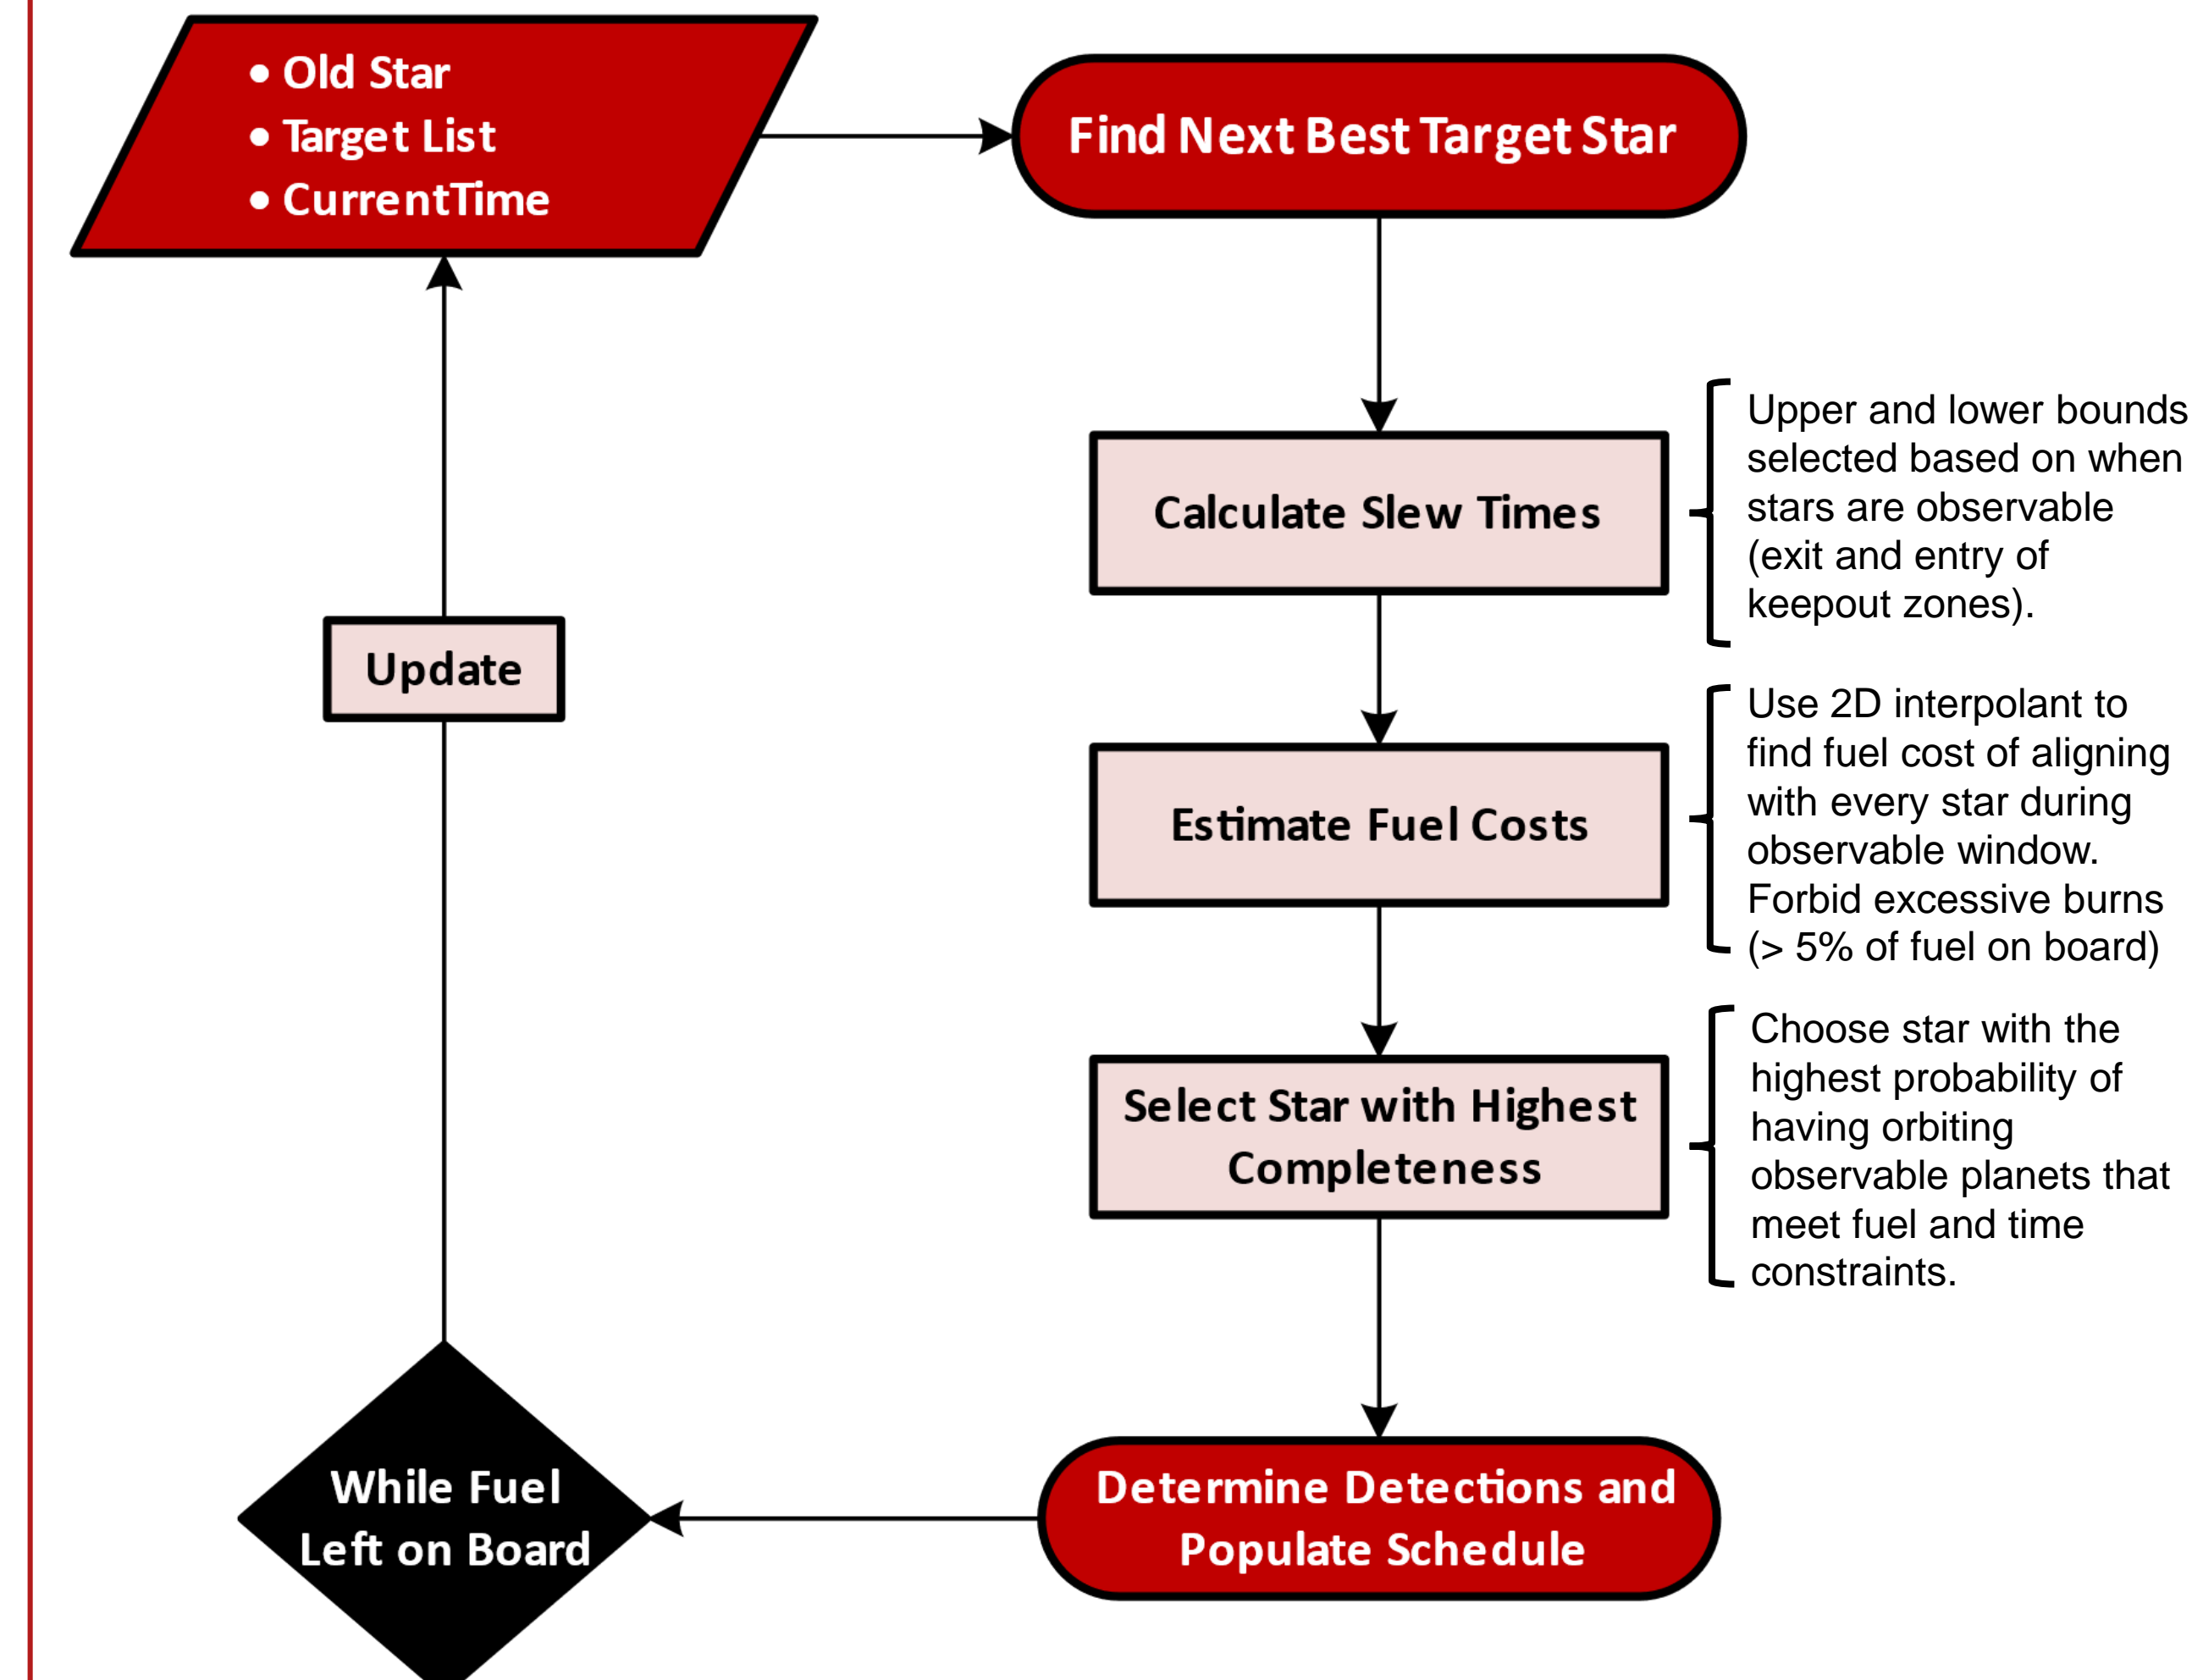 • Old Star
• Target List
• CurrentTime
Find Next Best Target Star
Calculate Slew Times
Upper and lower bounds
selected based on when
stars are observable
(exit and entry of
keepout zones).
Update
Estimate Fuel Costs
Use 2D interpolant to
find fuel cost of aligning
with every star during
observable window.
Forbid excessive burns
(> 5% of fuel on board)
Select Star with Highest
Completeness
Choose star with the
highest probability of
having orbiting
observable planets that
meet fuel and time
constraints.
Determine Detections and
Populate Schedule
While Fuel
Left on Board